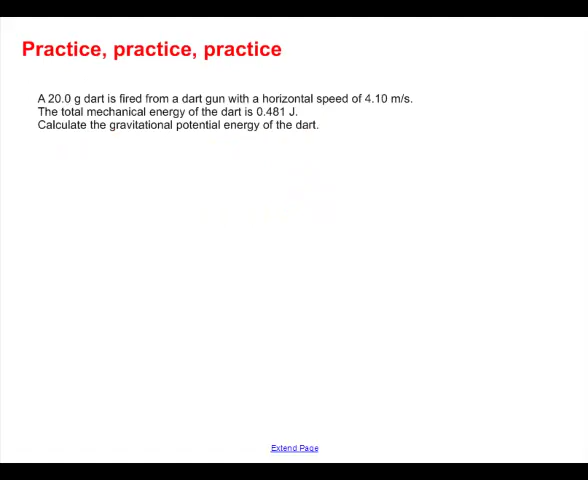 Practice, practice, practice
A 20.0 g dart is fired from a dart gun with a horizontal speed of 4.10 m/s.
The total mechanical energy of the dart is 0.481 J.
Calculate the gravitational potential energy of the dart.
Extend Page